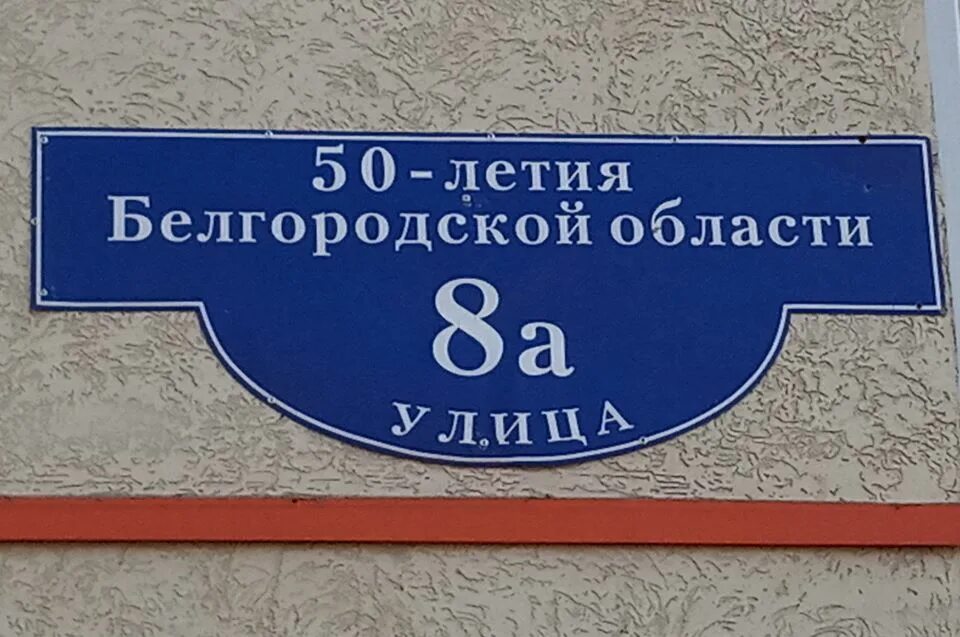 50-летия
Белгородской области
8а
улица